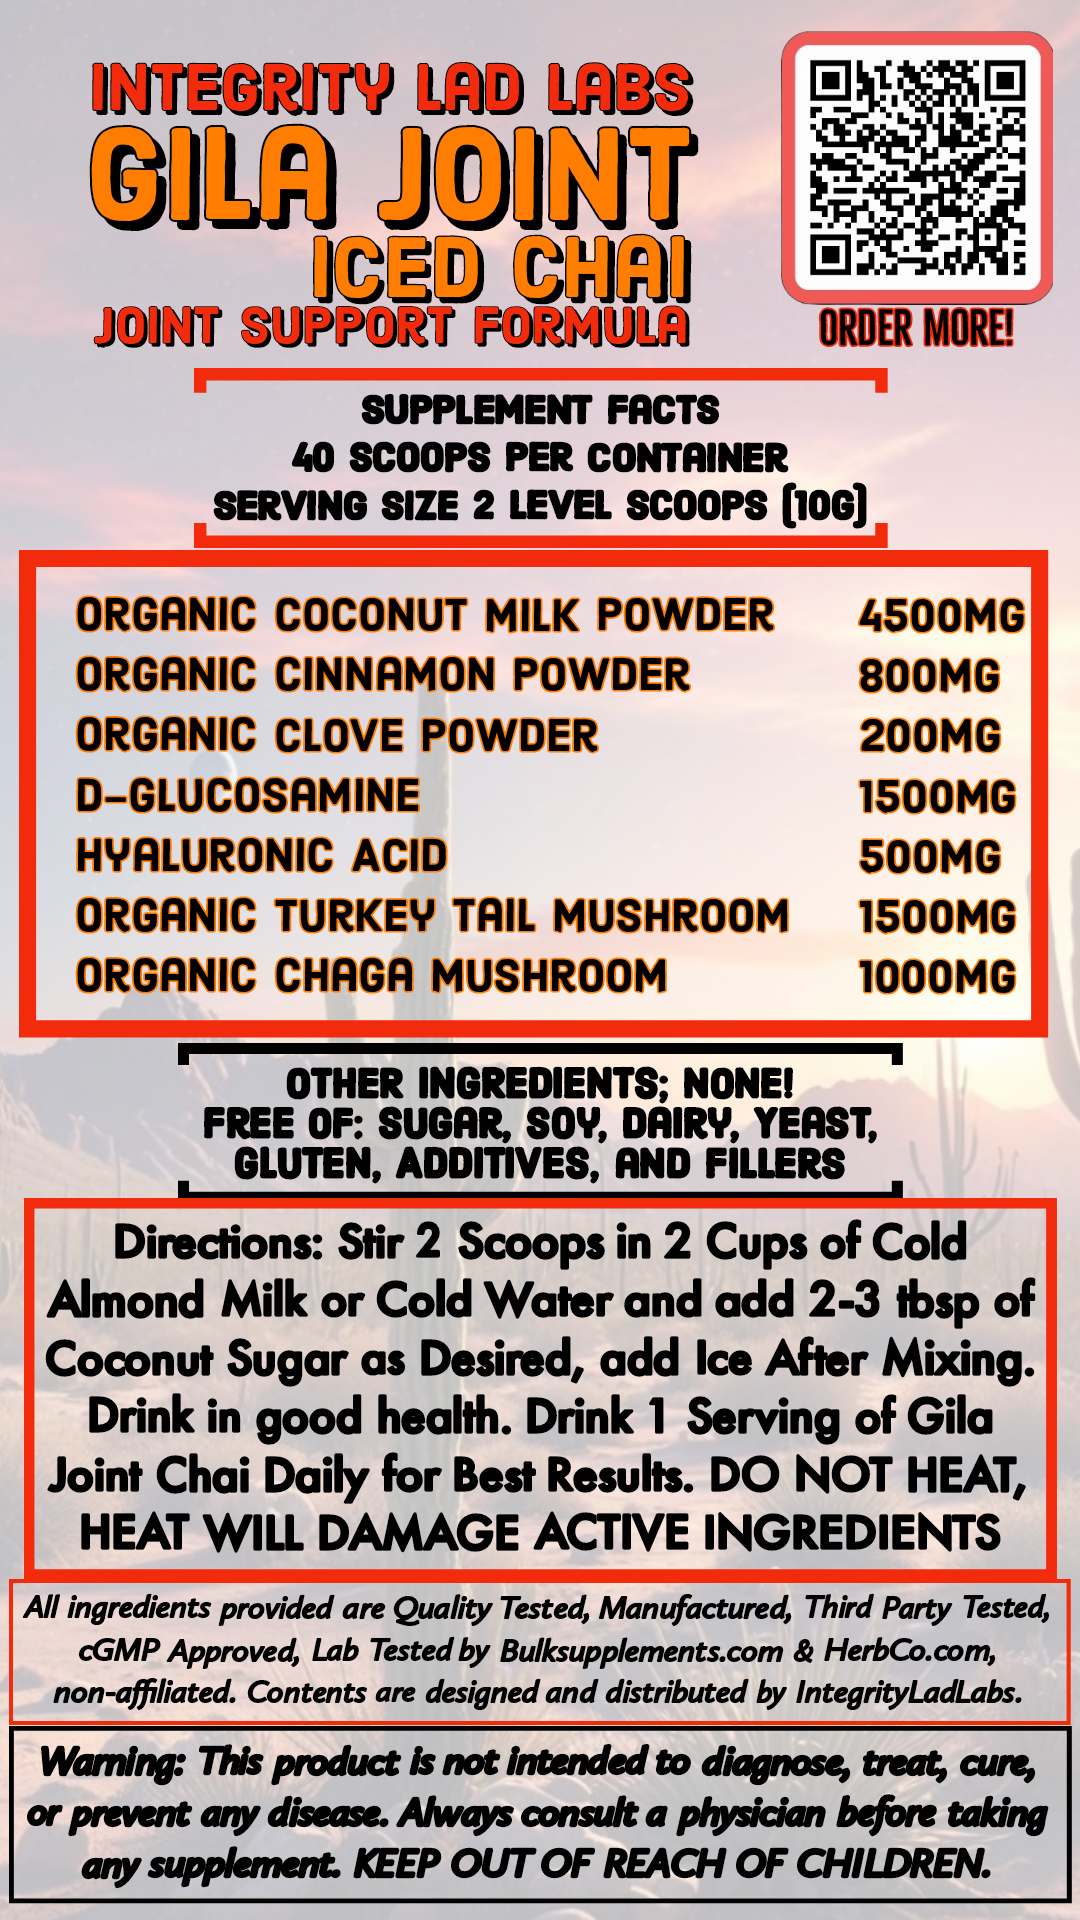 INTEGRITY LAD LABS
GILA JOINT
ICED CHAI
JOINT SUPPORT FORMULA
ORDER MORE!
SUPPLEMENT FACTS
40 SCOOPS PER CONTAINER
SERVING SIZE 2 LEVEL SCOOPS (10G)
ORGANIC COCONUT MILK POWDER 4500MG
ORGANIC CINNAMON POWDER 800MG
ORGANIC CLOVE POWDER 200MG
D-GLUCOSAMINE 1500MG
HYALURONIC ACID 500MG
ORGANIC TURKEY TAIL MUSHROOM 1500MG
ORGANIC CHAGA MUSHROOM 1000MG
OTHER INGREDIENTS; NONE!
FREE OF: SUGAR, SOY, DAIRY, YEAST,
GLUTEN, ADDITIVES, AND FILLERS
Directions: Stir 2 Scoops in 2 Cups of Cold
Almond Milk or Cold Water and add 2-3 tbsp of
Coconut Sugar as Desired, add Ice After Mixing.
Drink in good health. Drink 1 Serving of Gila
Joint Chai Daily for Best Results. DO NOT HEAT,
HEAT WILL DAMAGE ACTIVE INGREDIENTS
All ingredients provided are Quality Tested, Manufactured, Third Party Tested,
cGMP Approved, Lab Tested by Bulksupplements.com & HerbCo.com,
non-affiliated. Contents are designed and distributed by IntegrityLadLabs.
Warning: This product is not intended to diagnose, treat, cure,
or prevent any disease. Always consult a physician before taking
any supplement. KEEP OUT OF REACH OF CHILDREN.